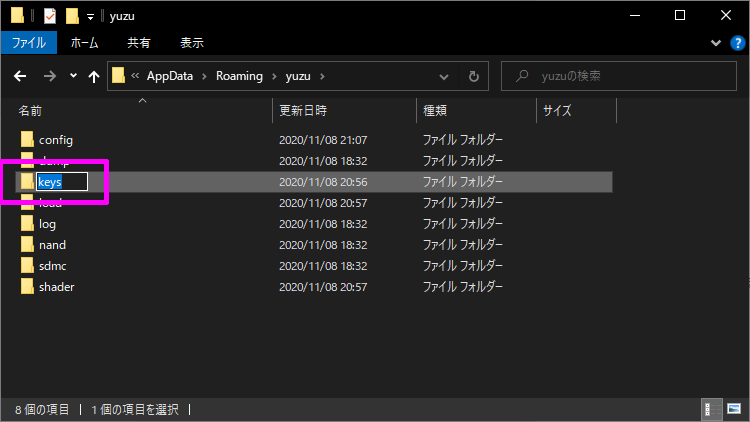 yuzu
ファイル ホーム 共有 表示
AppData Roaming yuzu yuzuの検索
名前 更新日時 種類 サイズ
config 2020/11/08 21:07 ファイル フォルダー
dump 2020/11/08 18:32 ファイル フォルダー
keys 2020/11/08 20:56 ファイル フォルダー
load 2020/11/08 20:57 ファイル フォルダー
log 2020/11/08 18:32 ファイル フォルダー
nand 2020/11/08 18:32 ファイル フォルダー
sdmc 2020/11/08 18:32 ファイル フォルダー
shader 2020/11/08 20:57 ファイル フォルダー
8 個の項目 1 個の項目を選択